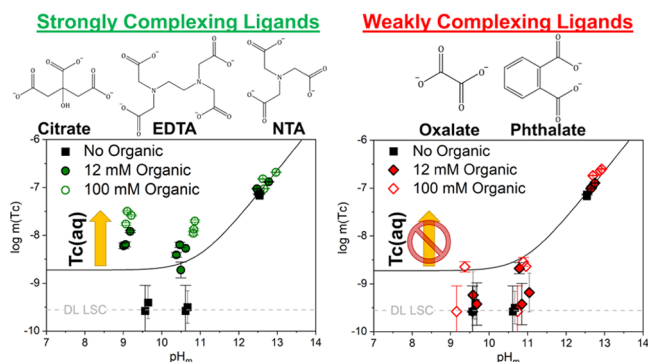 Strongly Complexing Ligands
O⁻ O O O⁻ O O⁻ OH O
O O⁻ O O⁻ N N O⁻ O O⁻ O
O O⁻ N O O⁻ O⁻ O
Citrate EDTA NTA
■ No Organic
● 12 mM Organic
○ 100 mM Organic
log m(Tc)
-6
-7
-8
-9
-10
Tc(aq)
DL LSC
7 8 9 10 11 12 13 14
pHₘ
Weakly Complexing Ligands
O O⁻ O⁻ O
O O⁻ O⁻ O
Oxalate Phthalate
■ No Organic
◆ 12 mM Organic
◇ 100 mM Organic
log m(Tc)
-6
-7
-8
-9
-10
Tc(aq)
DL LSC
7 8 9 10 11 12 13 14
pHₘ